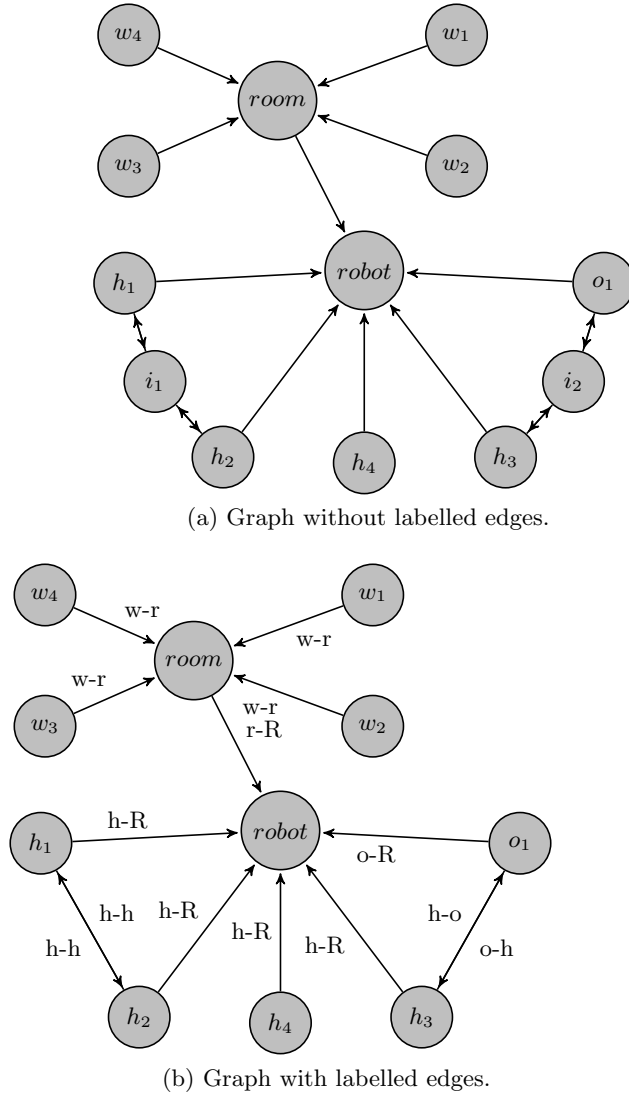 w4 w1
room
w3 w2
h1 robot o1
i1 i2
h2 h4 h3
(a) Graph without labelled edges.
w4 w1
w-r w-r
room
w-r
w3 w-r w2
r-R
h-R robot
h1 o1
o-R
h-h h-R h-o
h-h h-R h-R o-h
h2 h4 h3
(b) Graph with labelled edges.